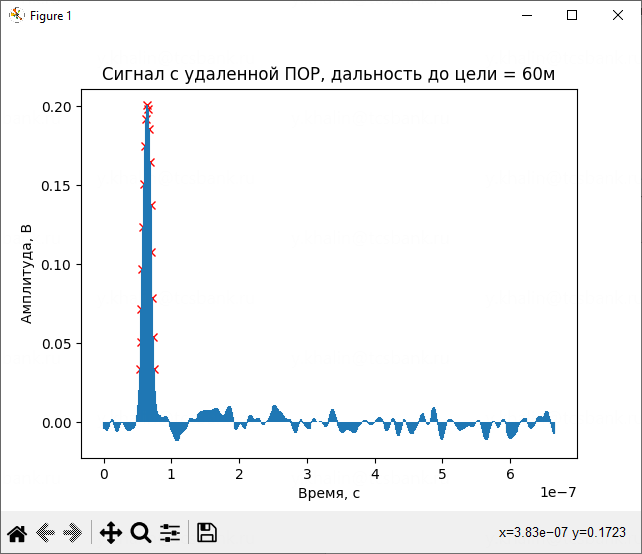 Figure 1
Сигнал с удаленной ПОР, дальность до цели = 60м
0.20
0.15
0.10
0.05
0.00
Амплитуда, В
0 1 2 3 4 5 6
1e−7
Время, с
x=3.83e−07 y=0.1723